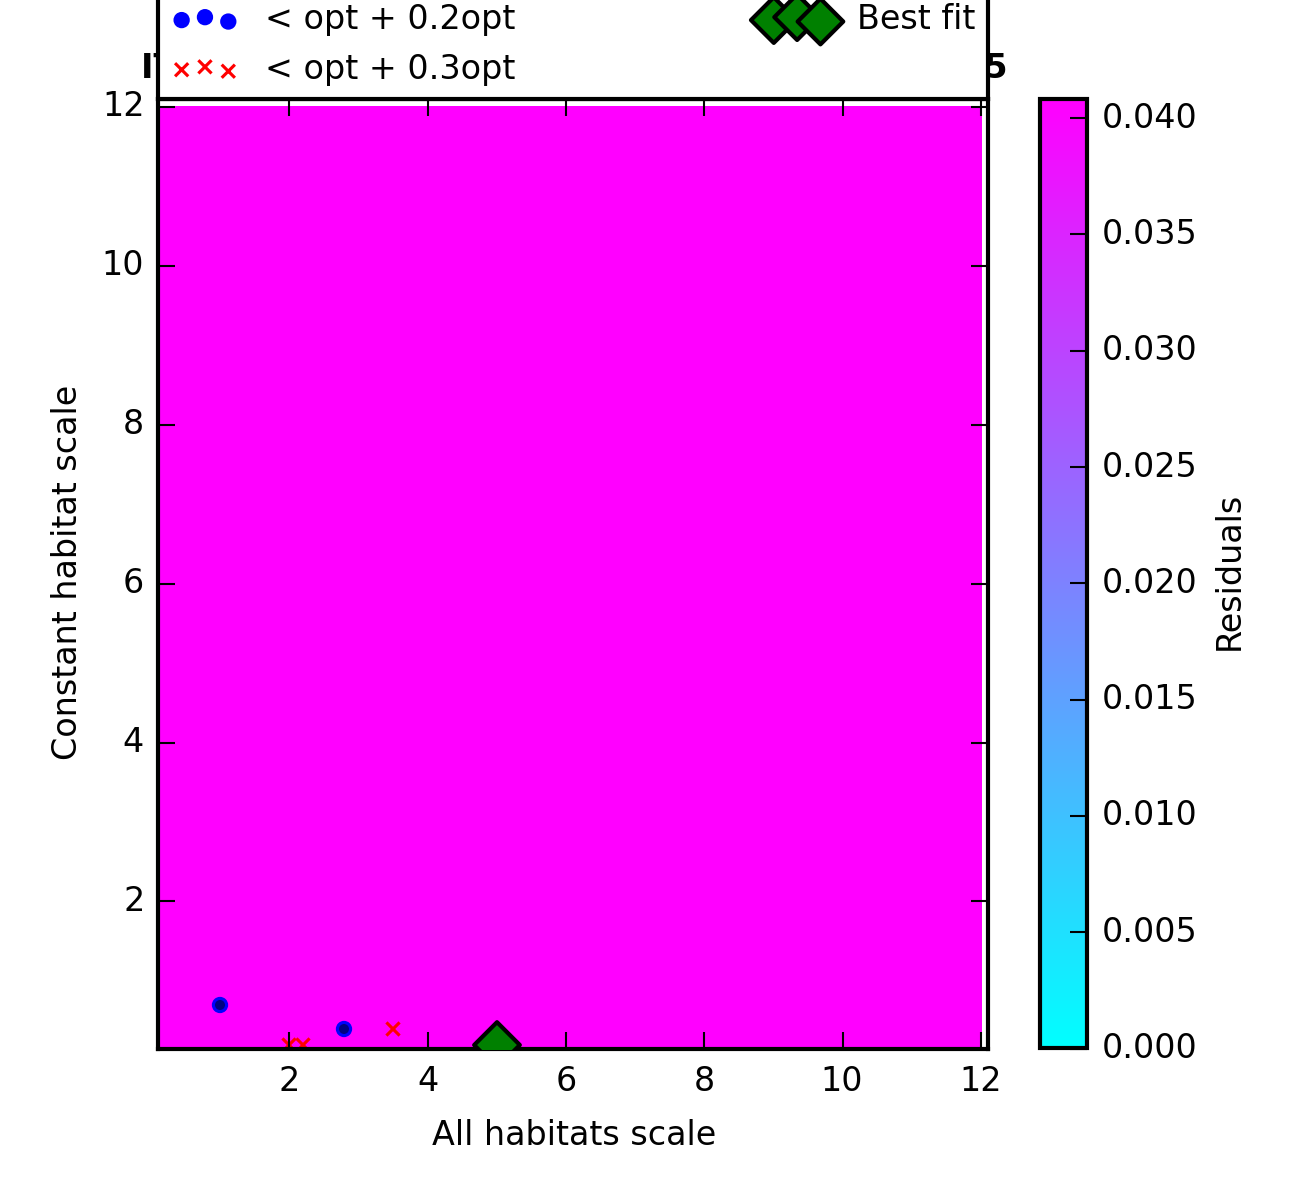 < opt + 0.2opt
Best fit
< opt + 0.3opt
5
12
10
8
6
4
2
Constant habitat scale
2 4 6 8 10 12
All habitats scale
0.040
0.035
0.030
0.025
0.020
0.015
0.010
0.005
0.000
Residuals